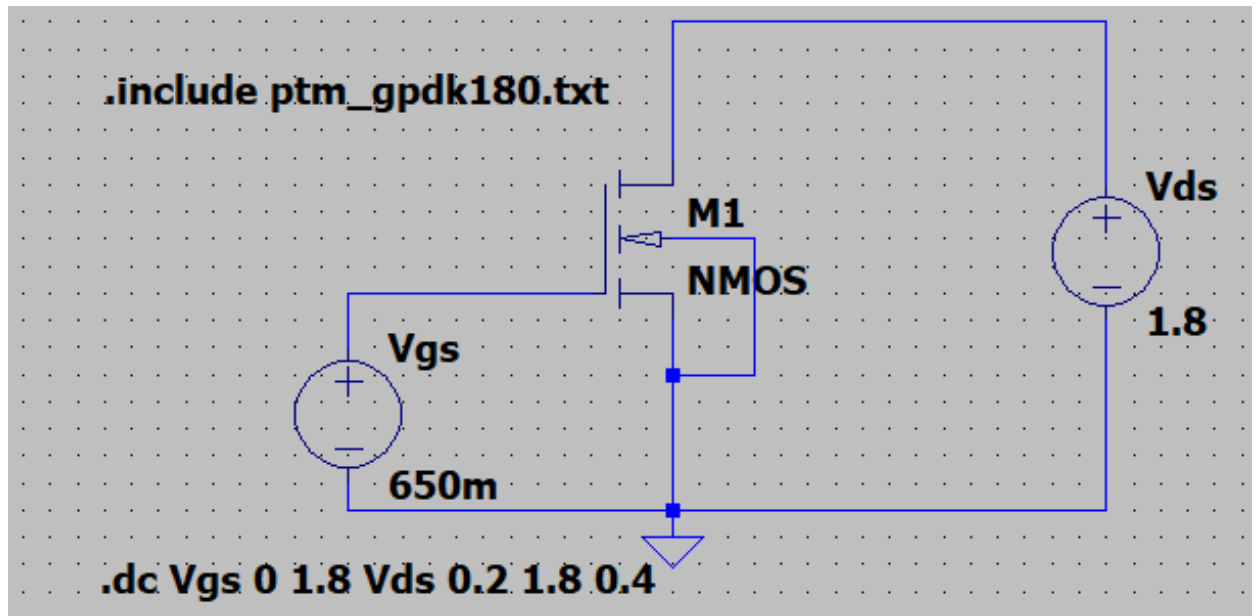 .include ptm_gpdk180.txt
Vds
M1
NMOS
1.8
Vgs
650m
.dc Vgs 0 1.8 Vds 0.2 1.8 0.4